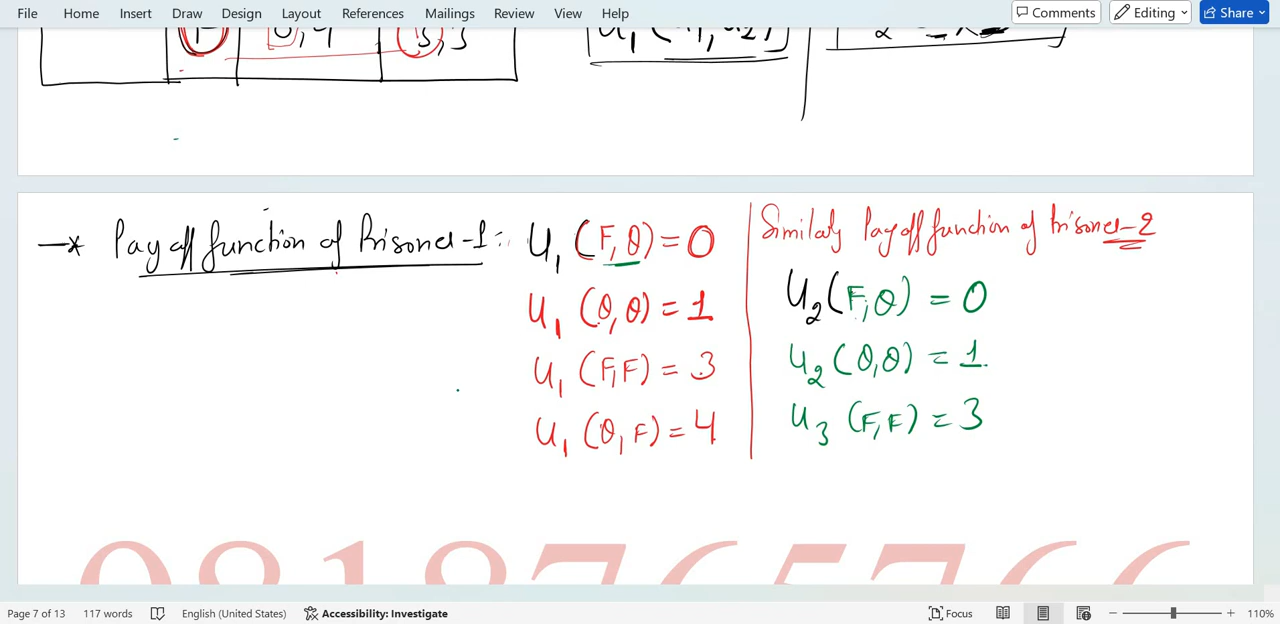 File Home Insert Draw Design Layout References Mailings Review View Help Comments Editing Share
Pay off function of Prisoner-1:
U₁ (F, Q) = 0
U₁ (Q, Q) = 1
U₁ (F, F) = 3
U₁ (Q, F) = 4
Similarly Pay off function of Prisoner-2
U₂ (F, Q) = 0
U₂ (Q, Q) = 1
U₃ (F, F) = 3
Page 7 of 13 117 words English (United States) Accessibility: Investigate Focus 110%